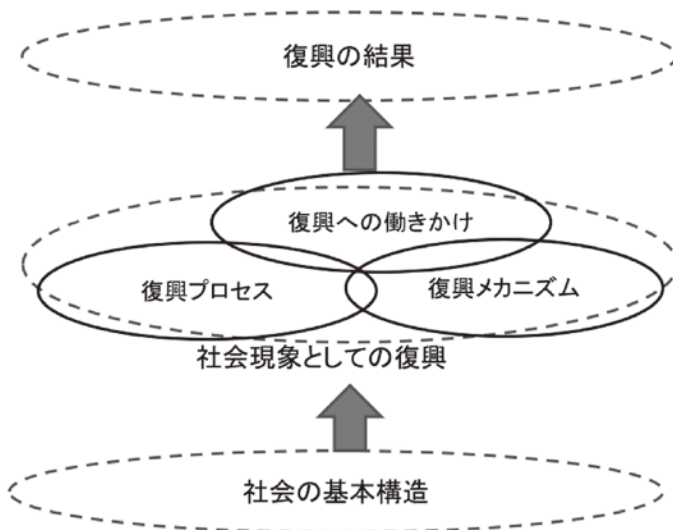 復興の結果
復興への働きかけ
復興プロセス
復興メカニズム
社会現象としての復興
社会の基本構造